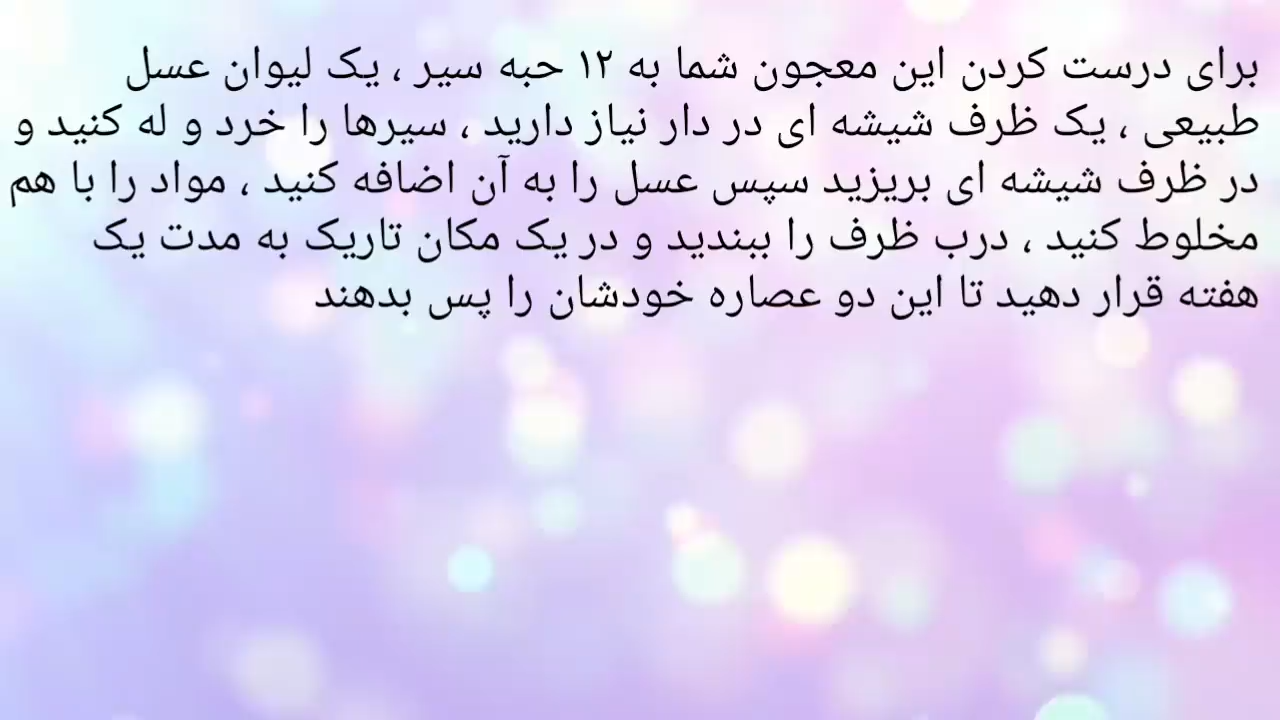 برای درست کردن این معجون شما به ۱۲ حبه سیر ، یک لیوان عسل
طبیعی ، یک ظرف شیشه ای در دار نیاز دارید ، سیرها را خرد و له کنید و
در ظرف شیشه ای بریزید سپس عسل را به آن اضافه کنید ، مواد را با هم
مخلوط کنید ، درب ظرف را ببندید و در یک مکان تاریک به مدت یک
هفته قرار دهید تا این دو عصاره خودشان را پس بدهند